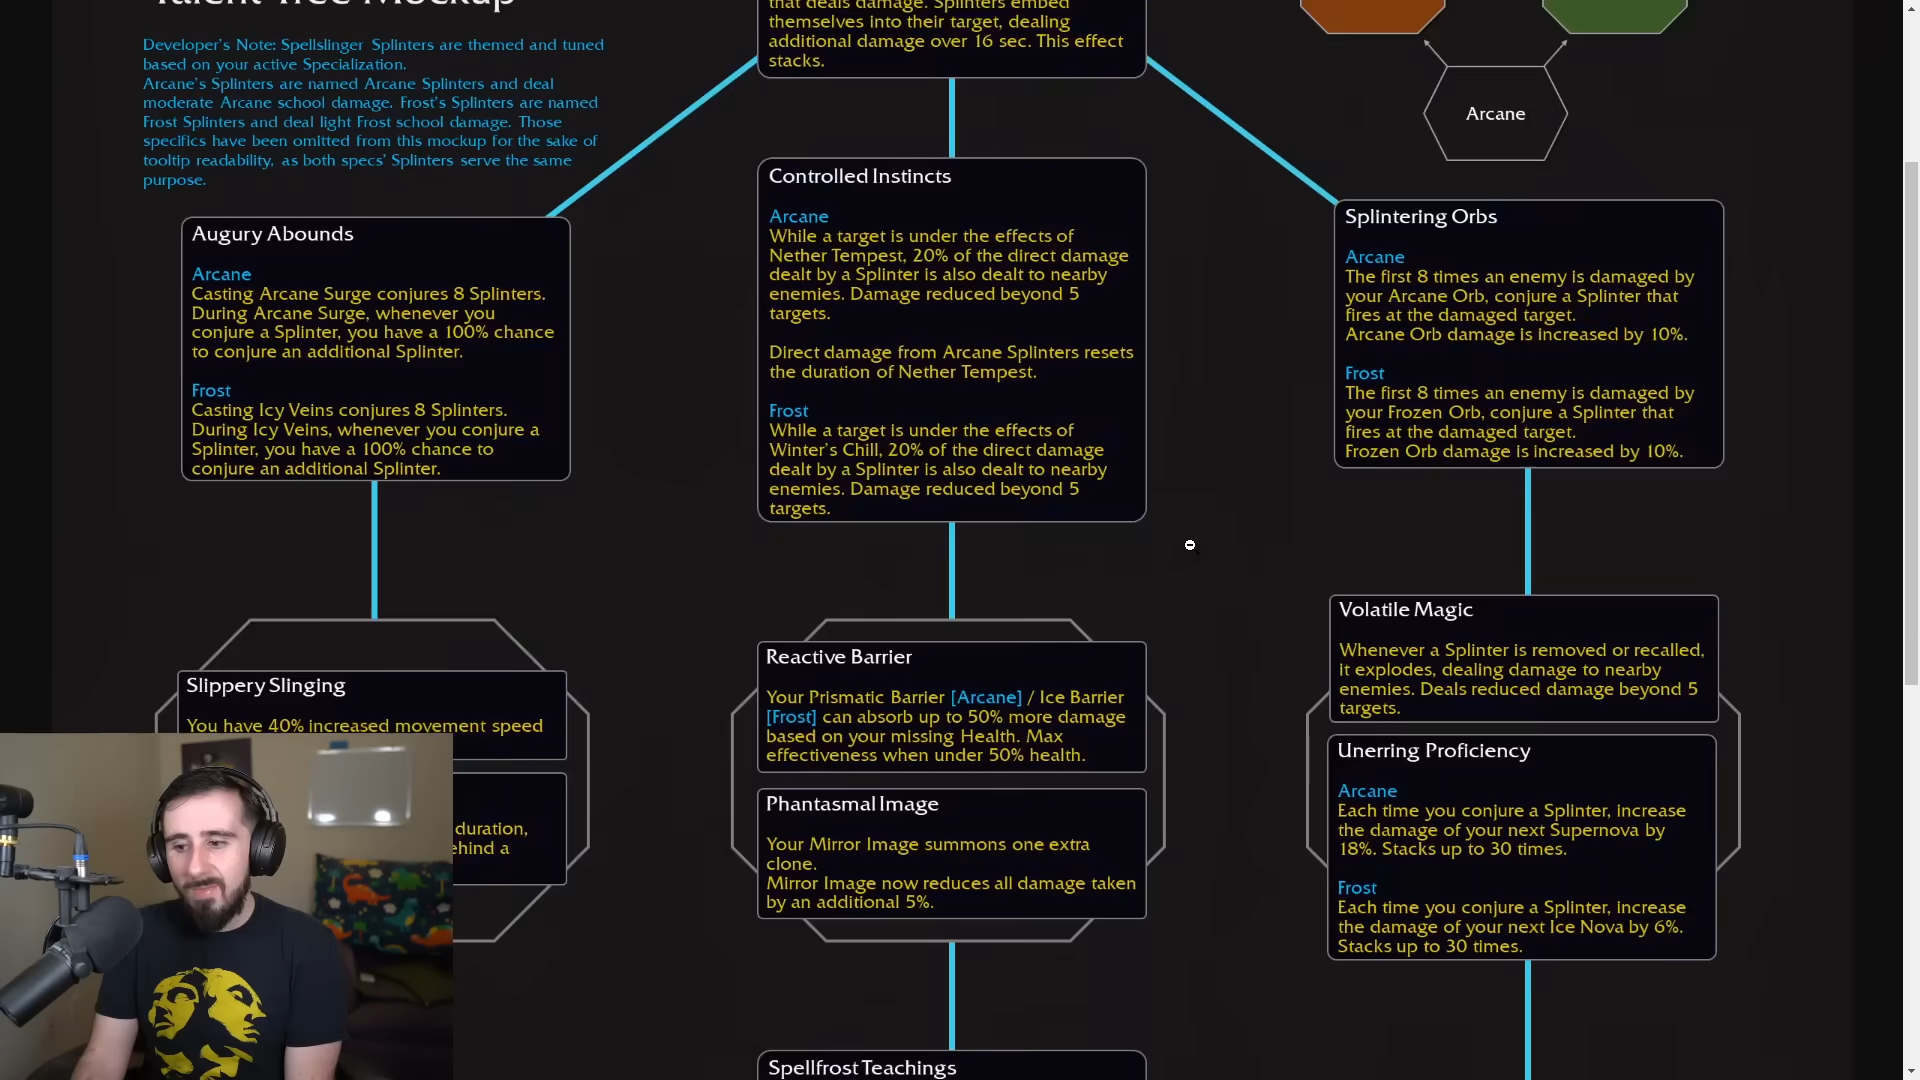 Talent Tree Mockup
Developer's Note: Spellslinger Splinters are themed and tuned
based on your active Specialization.
Arcane's Splinters are named Arcane Splinters and deal
moderate Arcane school damage. Frost's Splinters are named
Frost Splinters and deal light Frost school damage. Those
specifics have been omitted from this mockup for the sake of
tooltip readability, as both specs' Splinters serve the same
purpose.
that deals damage. Splinters embed
themselves into their target, dealing
additional damage over 16 sec. This effect
stacks.
Arcane
Augury Abounds
Arcane
Casting Arcane Surge conjures 8 Splinters.
During Arcane Surge, whenever you
conjure a Splinter, you have a 100% chance
to conjure an additional Splinter.
Frost
Casting Icy Veins conjures 8 Splinters.
During Icy Veins, whenever you conjure a
Splinter, you have a 100% chance to
conjure an additional Splinter.
Controlled Instincts
Arcane
While a target is under the effects of
Nether Tempest, 20% of the direct damage
dealt by a Splinter is also dealt to nearby
enemies. Damage reduced beyond 5
targets.
Direct damage from Arcane Splinters resets
the duration of Nether Tempest.
Frost
While a target is under the effects of
Winter's Chill, 20% of the direct damage
dealt by a Splinter is also dealt to nearby
enemies. Damage reduced beyond 5
targets.
Splintering Orbs
Arcane
The first 8 times an enemy is damaged by
your Arcane Orb, conjure a Splinter that
fires at the damaged target.
Arcane Orb damage is increased by 10%.
Frost
The first 8 times an enemy is damaged by
your Frozen Orb, conjure a Splinter that
fires at the damaged target.
Frozen Orb damage is increased by 10%.
Slippery Slinging
You have 40% increased movement speed
duration,
ehind a
Reactive Barrier
Your Prismatic Barrier [Arcane] / Ice Barrier
[Frost] can absorb up to 50% more damage
based on your missing Health. Max
effectiveness when under 50% health.
Phantasmal Image
Your Mirror Image summons one extra
clone.
Mirror Image now reduces all damage taken
by an additional 5%.
Volatile Magic
Whenever a Splinter is removed or recalled,
it explodes, dealing damage to nearby
enemies. Deals reduced damage beyond 5
targets.
Unerring Proficiency
Arcane
Each time you conjure a Splinter, increase
the damage of your next Supernova by
18%. Stacks up to 30 times.
Frost
Each time you conjure a Splinter, increase
the damage of your next Ice Nova by 6%.
Stacks up to 30 times.
Spellfrost Teachings